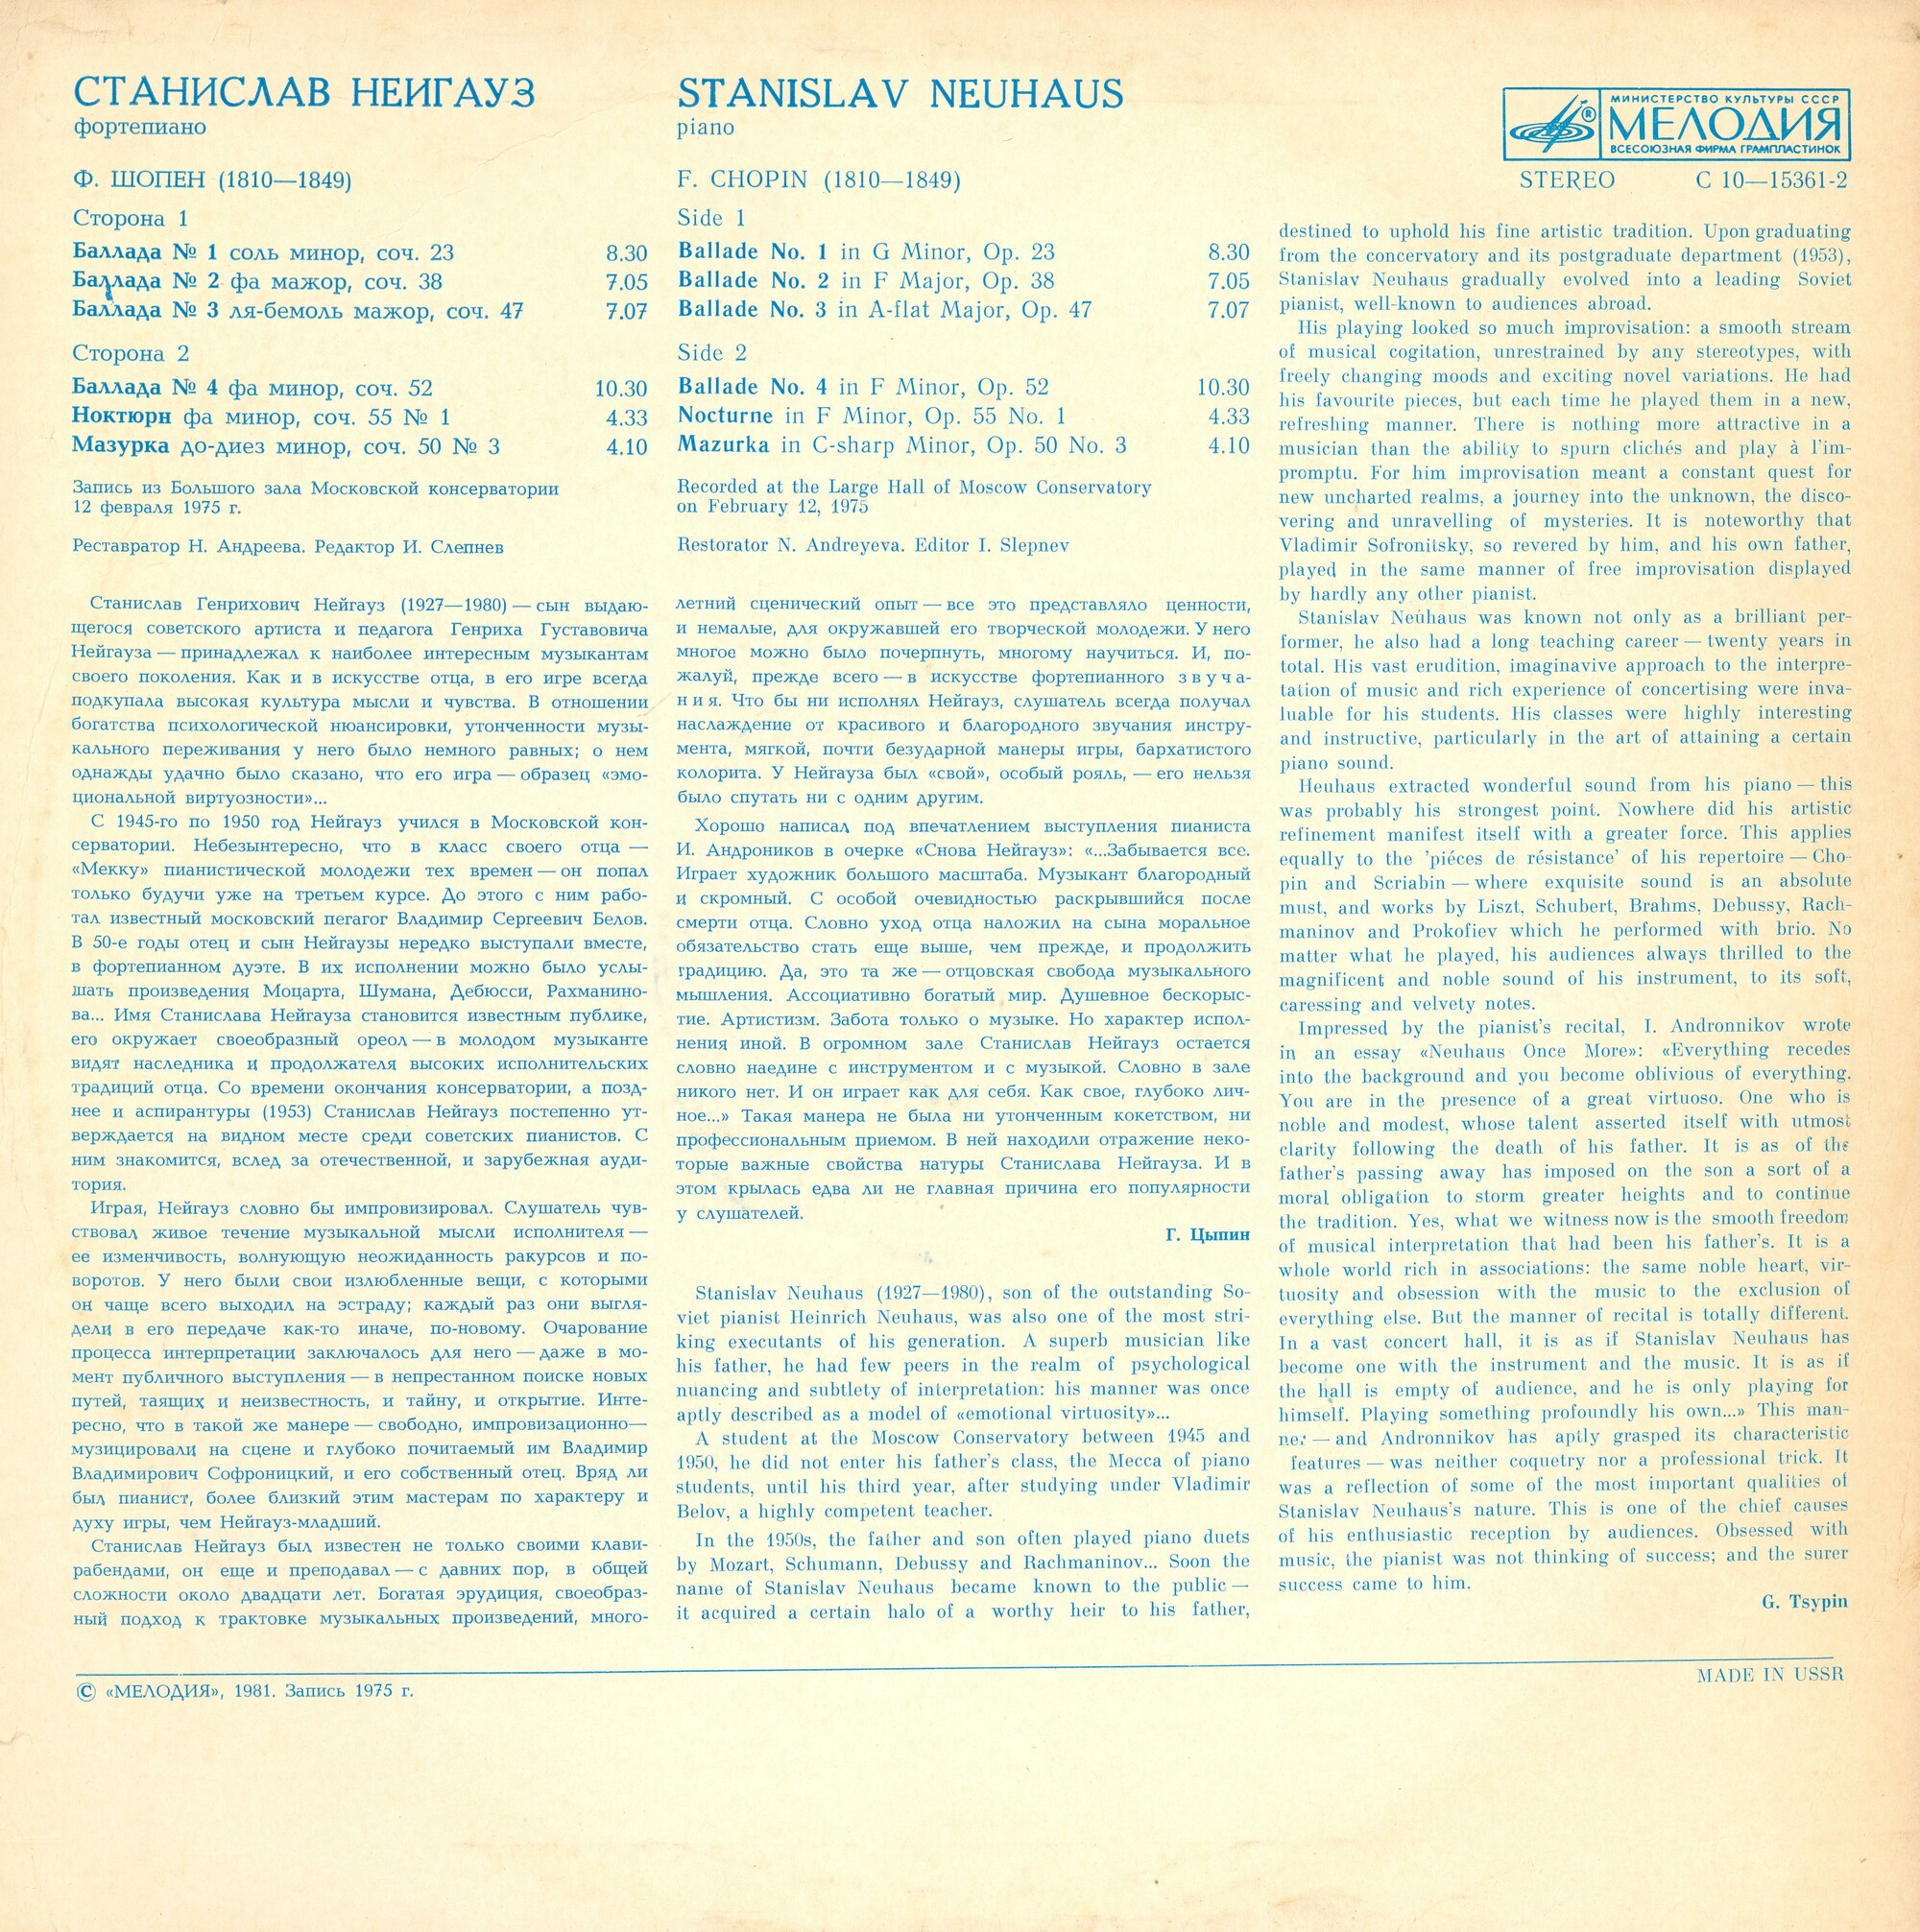 СТАНИСЛАВ НЕЙГАУЗ
фортепиано
Ф. ШОПЕН (1810—1849)
Сторона 1
Баллада № 1 соль минор, соч. 23 8.30
Баллада № 2 фа мажор, соч. 38 7.05
Баллада № 3 ля-бемоль мажор, соч. 47 7.07
Сторона 2
Баллада № 4 фа минор, соч. 52 10.30
Ноктюрн фа минор, соч. 55 № 1 4.33
Мазурка до-диез минор, соч. 50 № 3 4.10
Запись из Большого зала Московской консерватории
12 февраля 1975 г.
Реставратор Н. Андреева. Редактор И. Слепнев
STANISLAV NEUHAUS
piano
F. CHOPIN (1810—1849)
Side 1
Ballade No. 1 in G Minor, Op. 23 8.30
Ballade No. 2 in F Major, Op. 38 7.05
Ballade No. 3 in A-flat Major, Op. 47 7.07
Side 2
Ballade No. 4 in F Minor, Op. 52 10.30
Nocturne in F Minor, Op. 55 No. 1 4.33
Mazurka in C-sharp Minor, Op. 50 No. 3 4.10
Recorded at the Large Hall of Moscow Conservatory
on February 12, 1975
Restorator N. Andreyeva. Editor I. Slepnev
МИНИСТЕРСТВО КУЛЬТУРЫ СССР
® МЕЛОДИЯ
ВСЕСОЮЗНАЯ ФИРМА ГРАМПЛАСТИНОК
STEREO С 10—15361-2
Станислав Генрихович Нейгауз (1927—1980) — сын выдаю-
щегося советского артиста и педагога Генриха Густавовича
Нейгауза — принадлежал к наиболее интересным музыкантам
своего поколения. Как и в искусстве отца, в его игре всегда
подкупала высокая культура мысли и чувства. В отношении
богатства психологической нюансировки, утонченности музы-
кального переживания у него было немного равных; о нем
однажды удачно было сказано, что его игра — образец «эмо-
циональной виртуозности»...
С 1945-го по 1950 год Нейгауз учился в Московской кон-
серватории. Небезынтересно, что в класс своего отца —
«Мекку» пианистической молодежи тех времен — он попал
только будучи уже на третьем курсе. До этого с ним рабо-
тал известный московский пегагог Владимир Сергеевич Белов.
В 50-е годы отец и сын Нейгаузы нередко выступали вместе,
в фортепианном дуэте. В их исполнении можно было услы-
шать произведения Моцарта, Шумана, Дебюсси, Рахманино-
ва... Имя Станислава Нейгауза становится известным публике,
его окружает своеобразный ореол — в молодом музыканте
видят наследника и продолжателя высоких исполнительских
традиций отца. Со времени окончания консерватории, а позд-
нее и аспирантуры (1953) Станислав Нейгауз постепенно ут-
верждается на видном месте среди советских пианистов. С
ним знакомится, вслед за отечественной, и зарубежная ауди-
тория.
Играя, Нейгауз словно бы импровизировал. Слушатель чув-
ствовал живое течение музыкальной мысли исполнителя —
ее изменчивость, волнующую неожиданность ракурсов и по-
воротов. У него были свои излюбленные вещи, с которыми
он чаще всего выходил на эстраду; каждый раз они выгля-
дели в его передаче как-то иначе, по-новому. Очарование
процесса интерпретации заключалось для него — даже в мо-
мент публичного выступления — в непрестанном поиске новых
путей, таящих и неизвестность, и тайну, и открытие. Инте-
ресно, что в такой же манере — свободно, импровизационно—
музицировали на сцене и глубоко почитаемый им Владимир
Владимирович Софроницкий, и его собственный отец. Вряд ли
был пианист, более близкий этим мастерам по характеру и
духу игры, чем Нейгауз-младший.
Станислав Нейгауз был известен не только своими клави-
рабендами, он еще и преподавал — с давних пор, в общей
сложности около двадцати лет. Богатая эрудиция, своеобраз-
ный подход к трактовке музыкальных произведений, много-
летний сценический опыт — все это представляло ценности,
и немалые, для окружавшей его творческой молодежи. У него
многое можно было почерпнуть, многому научиться. И, по-
жалуй, прежде всего — в искусстве фортепианного з в у ч а-
н и я. Что бы ни исполнял Нейгауз, слушатель всегда получал
наслаждение от красивого и благородного звучания инстру-
мента, мягкой, почти безударной манеры игры, бархатистого
колорита. У Нейгауза был «свой», особый рояль, — его нельзя
было спутать ни с одним другим.
Хорошо написал под впечатлением выступления пианиста
И. Андроников в очерке «Снова Нейгауз»: «...Забывается все.
Играет художник большого масштаба. Музыкант благородный
и скромный. С особой очевидностью раскрывшийся после
смерти отца. Словно уход отца наложил на сына моральное
обязательство стать еще выше, чем прежде, и продолжить
традицию. Да, это та же — отцовская свобода музыкального
мышления. Ассоциативно богатый мир. Душевное бескорыс-
тие. Артистизм. Забота только о музыке. Но характер испол-
нения иной. В огромном зале Станислав Нейгауз остается
словно наедине с инструментом и с музыкой. Словно в зале
никого нет. И он играет как для себя. Как свое, глубоко лич-
ное...» Такая манера не была ни утонченным кокетством, ни
профессиональным приемом. В ней находили отражение неко-
торые важные свойства натуры Станислава Нейгауза. И в
этом крылась едва ли не главная причина его популярности
у слушателей.
Г. Цыпин
Stanislav Neuhaus (1927—1980), son of the outstanding So-
viet pianist Heinrich Neuhaus, was also one of the most stri-
king executants of his generation. A superb musician like
his father, he had few peers in the realm of psychological
nuancing and subtlety of interpretation: his manner was once
aptly described as a model of «emotional virtuosity»...
A student at the Moscow Conservatory between 1945 and
1950, he did not enter his father's class, the Mecca of piano
students, until his third year, after studying under Vladimir
Belov, a highly competent teacher.
In the 1950s, the father and son often played piano duets
by Mozart, Schumann, Debussy and Rachmaninov... Soon the
name of Stanislav Neuhaus became known to the public —
it acquired a certain halo of a worthy heir to his father,
destined to uphold his fine artistic tradition. Upon graduating
from the concervatory and its postgraduate department (1953),
Stanislav Neuhaus gradually evolved into a leading Soviet
pianist, well-known to audiences abroad.
His playing looked so much improvisation: a smooth stream
of musical cogitation, unrestrained by any stereotypes, with
freely changing moods and exciting novel variations. He had
his favourite pieces, but each time he played them in a new,
refreshing manner. There is nothing more attractive in a
musician than the ability to spurn clichés and play à l'im-
promptu. For him improvisation meant a constant quest for
new uncharted realms, a journey into the unknown, the disco-
vering and unravelling of mysteries. It is noteworthy that
Vladimir Sofronitsky, so revered by him, and his own father,
played in the same manner of free improvisation displayed
by hardly any other pianist.
Stanislav Neuhaus was known not only as a brilliant per-
former, he also had a long teaching career — twenty years in
total. His vast erudition, imaginavive approach to the interpre-
tation of music and rich experience of concertising were inva-
luable for his students. His classes were highly interesting
and instructive, particularly in the art of attaining a certain
piano sound.
Heuhaus extracted wonderful sound from his piano — this
was probably his strongest point. Nowhere did his artistic
refinement manifest itself with a greater force. This applies
equally to the 'piéces de résistance' of his repertoire — Cho-
pin and Scriabin — where exquisite sound is an absolute
must, and works by Liszt, Schubert, Brahms, Debussy, Rach-
maninov and Prokofiev which he performed with brio. No
matter what he played, his audiences always thrilled to the
magnificent and noble sound of his instrument, to its soft,
caressing and velvety notes.
Impressed by the pianist's recital, I. Andronnikov wrote
in an essay «Neuhaus Once More»: «Everything recedes
into the background and you become oblivious of everything.
You are in the presence of a great virtuoso. One who is
noble and modest, whose talent asserted itself with utmost
clarity following the death of his father. It is as of the
father's passing away has imposed on the son a sort of a
moral obligation to storm greater heights and to continue
the tradition. Yes, what we witness now is the smooth freedom
of musical interpretation that had been his father's. It is a
whole world rich in associations: the same noble heart, vir-
tuosity and obsession with the music to the exclusion of
everything else. But the manner of recital is totally different.
In a vast concert hall, it is as if Stanislav Neuhaus has
become one with the instrument and the music. It is as if
the hall is empty of audience, and he is only playing for
himself. Playing something profoundly his own...» This man-
ner — and Andronnikov has aptly grasped its characteristic
features — was neither coquetry nor a professional trick. It
was a reflection of some of the most important qualities of
Stanislav Neuhaus's nature. This is one of the chief causes
of his enthusiastic reception by audiences. Obsessed with
music, the pianist was not thinking of success; and the surer
success came to him.
G. Tsypin
© «МЕЛОДИЯ», 1981. Запись 1975 г.
MADE IN USSR